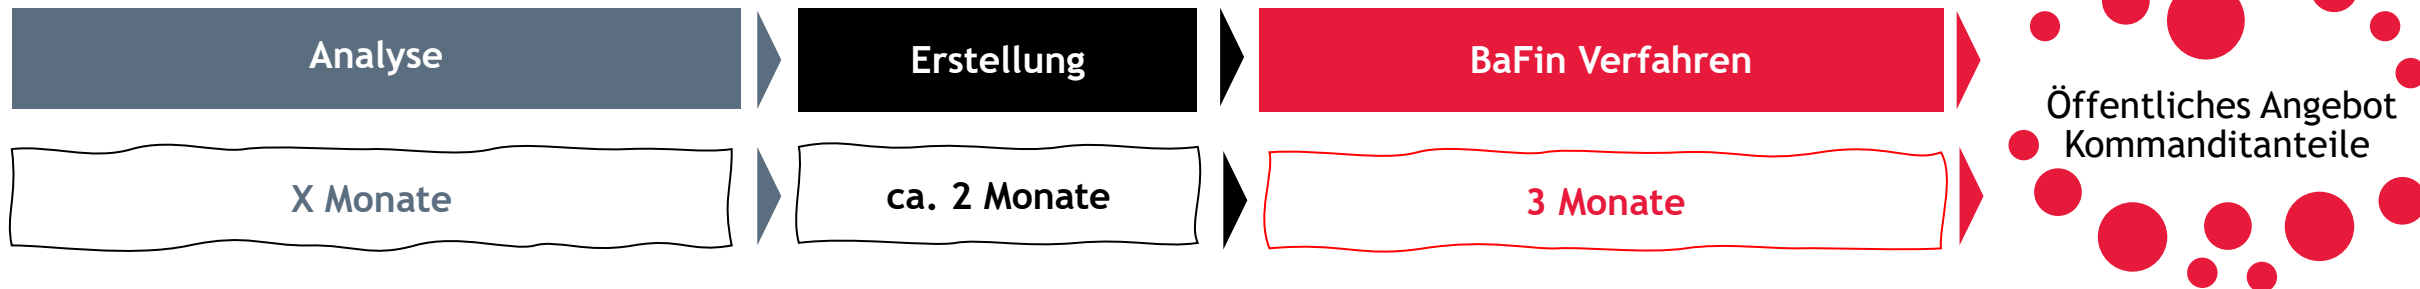 Analyse
Erstellung
BaFin Verfahren
Öffentliches Angebot
Kommanditanteile
X Monate
ca. 2 Monate
3 Monate